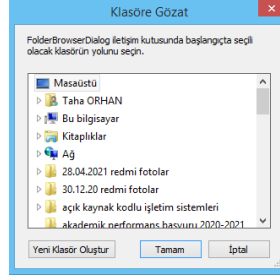 Klasöre Gözat
FolderBrowserDialog iletişim kutusunda başlangıçta seçili
olacak klasörün yolunu seçin.
Masaüstü
Taha ORHAN
Bu bilgisayar
Kitaplıklar
Ağ
28.04.2021 redmi fotolar
30.12.20 redmi fotolar
açık kaynak kodlu işletim sistemleri
akademik performans başvuru 2020-2021
Yeni Klasör Oluştur
Tamam
İptal